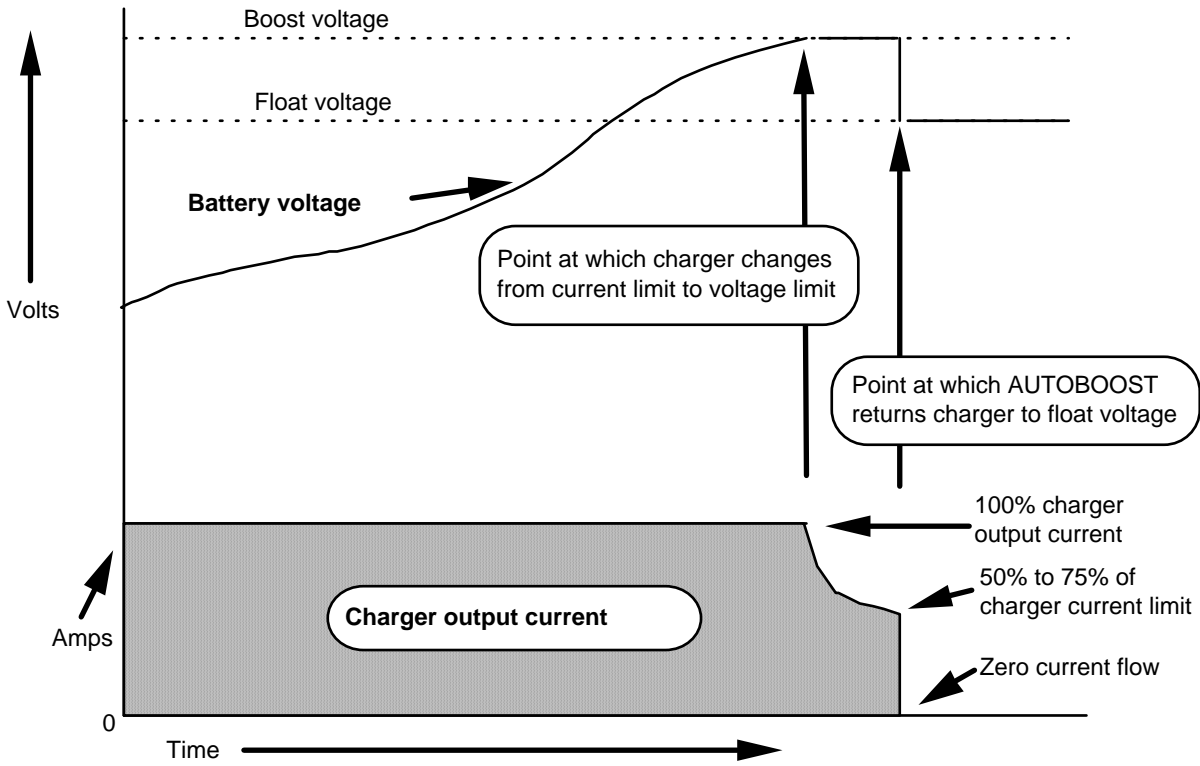 Boost voltage
Float voltage
Battery voltage
Point at which charger changes
from current limit to voltage limit
Volts
Point at which AUTOBOOST
returns charger to float voltage
100% charger
output current
50% to 75% of
charger current limit
Charger output current
Amps
Zero current flow
0
Time